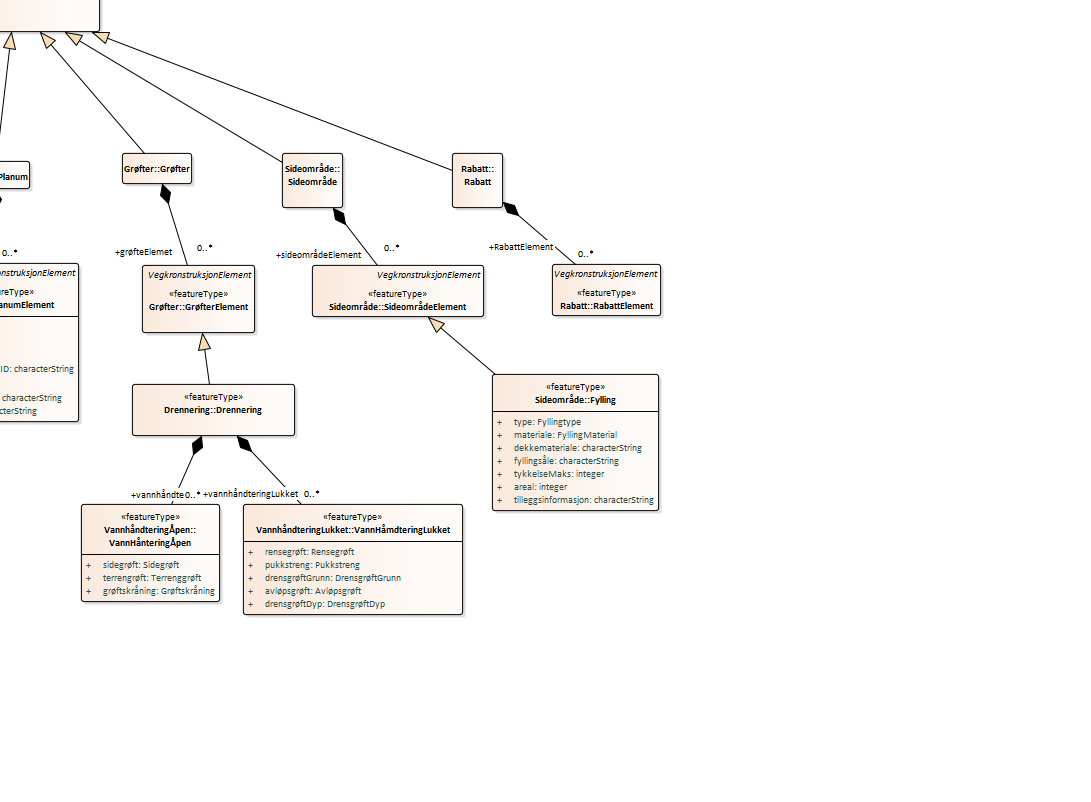 Planum
Grøfter::Grøfter
Sideområde::
Sideområde
Rabatt::
Rabatt
0..*
+grøfteElemet
0..*
+sideområdeElement
0..*
+RabattElement
0..*
VegkronstruksjonElement
«featureType»
Grøfter::GrøfterElement
VegkronstruksjonElement
«featureType»
Sideområde::SideområdeElement
VegkronstruksjonElement
«featureType»
Rabatt::RabattElement
nstruksjonElement
reType»
anumElement
ID: characterString
characterString
cterString
«featureType»
Drennering::Drennering
«featureType»
Sideområde::Fylling
+ type: Fyllingtype
+ materiale: FyllingMaterial
+ dekkemateriale: characterString
+ fyllingsåle: characterString
+ tykkelseMaks: integer
+ areal: integer
+ tilleggsinformasjon: characterString
+vannhåndte
0..*
+vannhåndteringLukket
0..*
«featureType»
VannhåndteringÅpen::
VannHånteringÅpen
+ sidegrøft: Sidegrøft
+ terrengrøft: Terrenggrøft
+ grøftskråning: Grøftskråning
«featureType»
VannhåndteringLukket::VannHåmdteringLukket
+ rensegrøft: Rensegrøft
+ pukkstreng: Pukkstreng
+ drensgrøftGrunn: DrensgrøftGrunn
+ avløpsgrøft: Avløpsgrøft
+ drensgrøftDyp: DrensgrøftDyp